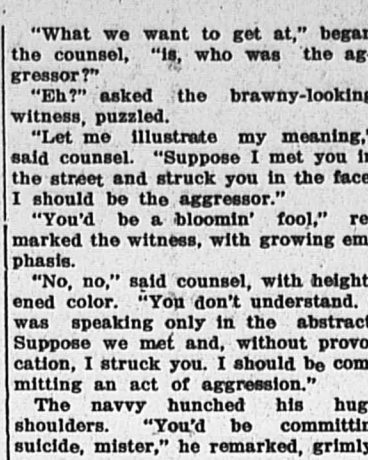 "What we want to get at," began
the counsel, "is, who was the ag-
gressor?"
"Eh?" asked the brawny-looking
witness, puzzled.
"Let me illustrate my meaning,"
said counsel. "Suppose I met you in
the street and struck you in the face
I should be the aggressor."
"You'd be a bloomin' fool," re
marked the witness, with growing em
phasis.
"No, no," said counsel, with height
ened color. "You don't understand.
was speaking only in the abstract
Suppose we met and, without provo
cation, I struck you. I should be com
mitting an act of aggression."
The navvy hunched his hug
shoulders. "You'd be committin
suicide, mister," he remarked, grimly